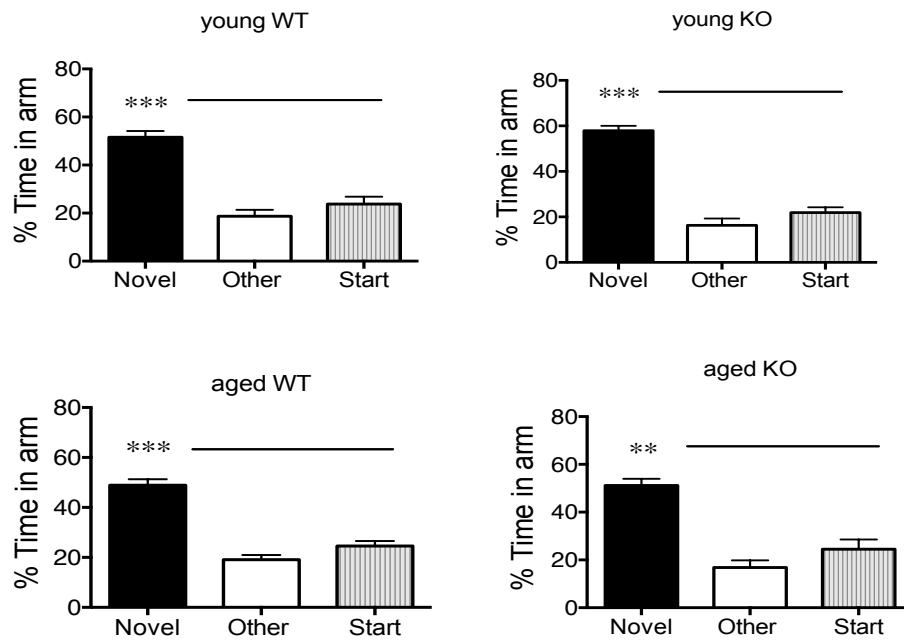 young WT
% Time in arm
80
60
40
20
0
***
Novel Other Start
young KO
% Time in arm
80
60
40
20
0
***
Novel Other Start
aged WT
% Time in arm
80
60
40
20
0
***
Novel Other Start
aged KO
% Time in arm
80
60
40
20
0
**
Novel Other Start